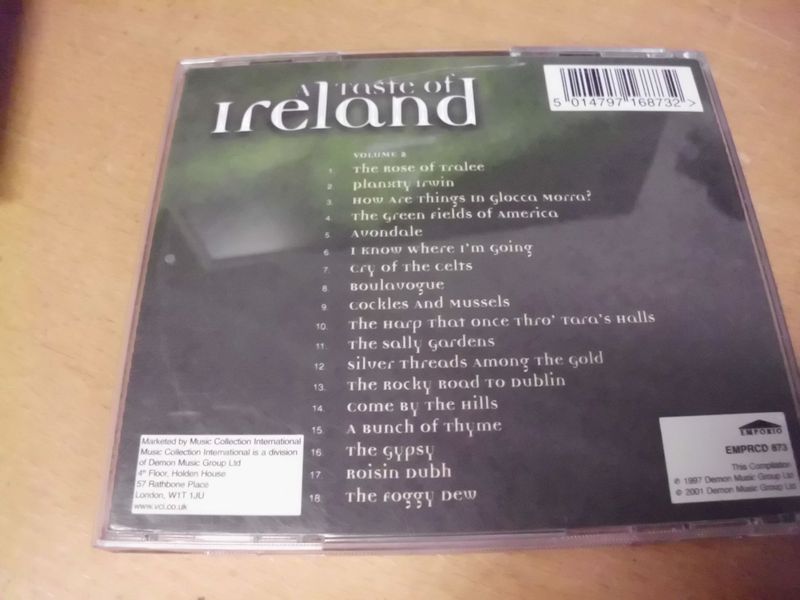 A Taste of
Ireland
5 014797 168732 >
VOLUME 2
1. The Rose of Tralee
2. Planxty Irwin
3. How Are Things In Glocca Morra?
4. The Green Fields of America
5. Avondale
6. I Know Where I'm Going
7. Cry of The Celts
8. Boulavogue
9. Cockles And Mussels
10. The Harp That Once Thro' Tara's Halls
11. The Sally Gardens
12. Silver Threads Among The Gold
13. The Rocky Road To Dublin
14. Come By The Hills
15. A Bunch of Thyme
16. The Gypsy
17. Roisin Dubh
18. The Foggy Dew
Marketed by Music Collection International
Music Collection International is a division
of Demon Music Group Ltd
4th Floor, Holden House
57 Rathbone Place
London, W1T 1JU
www.vci.co.uk
EMPORIO
EMPRCD 873
This Compilation
℗ 1997 Demon Music Group Ltd
© 2001 Demon Music Group Ltd